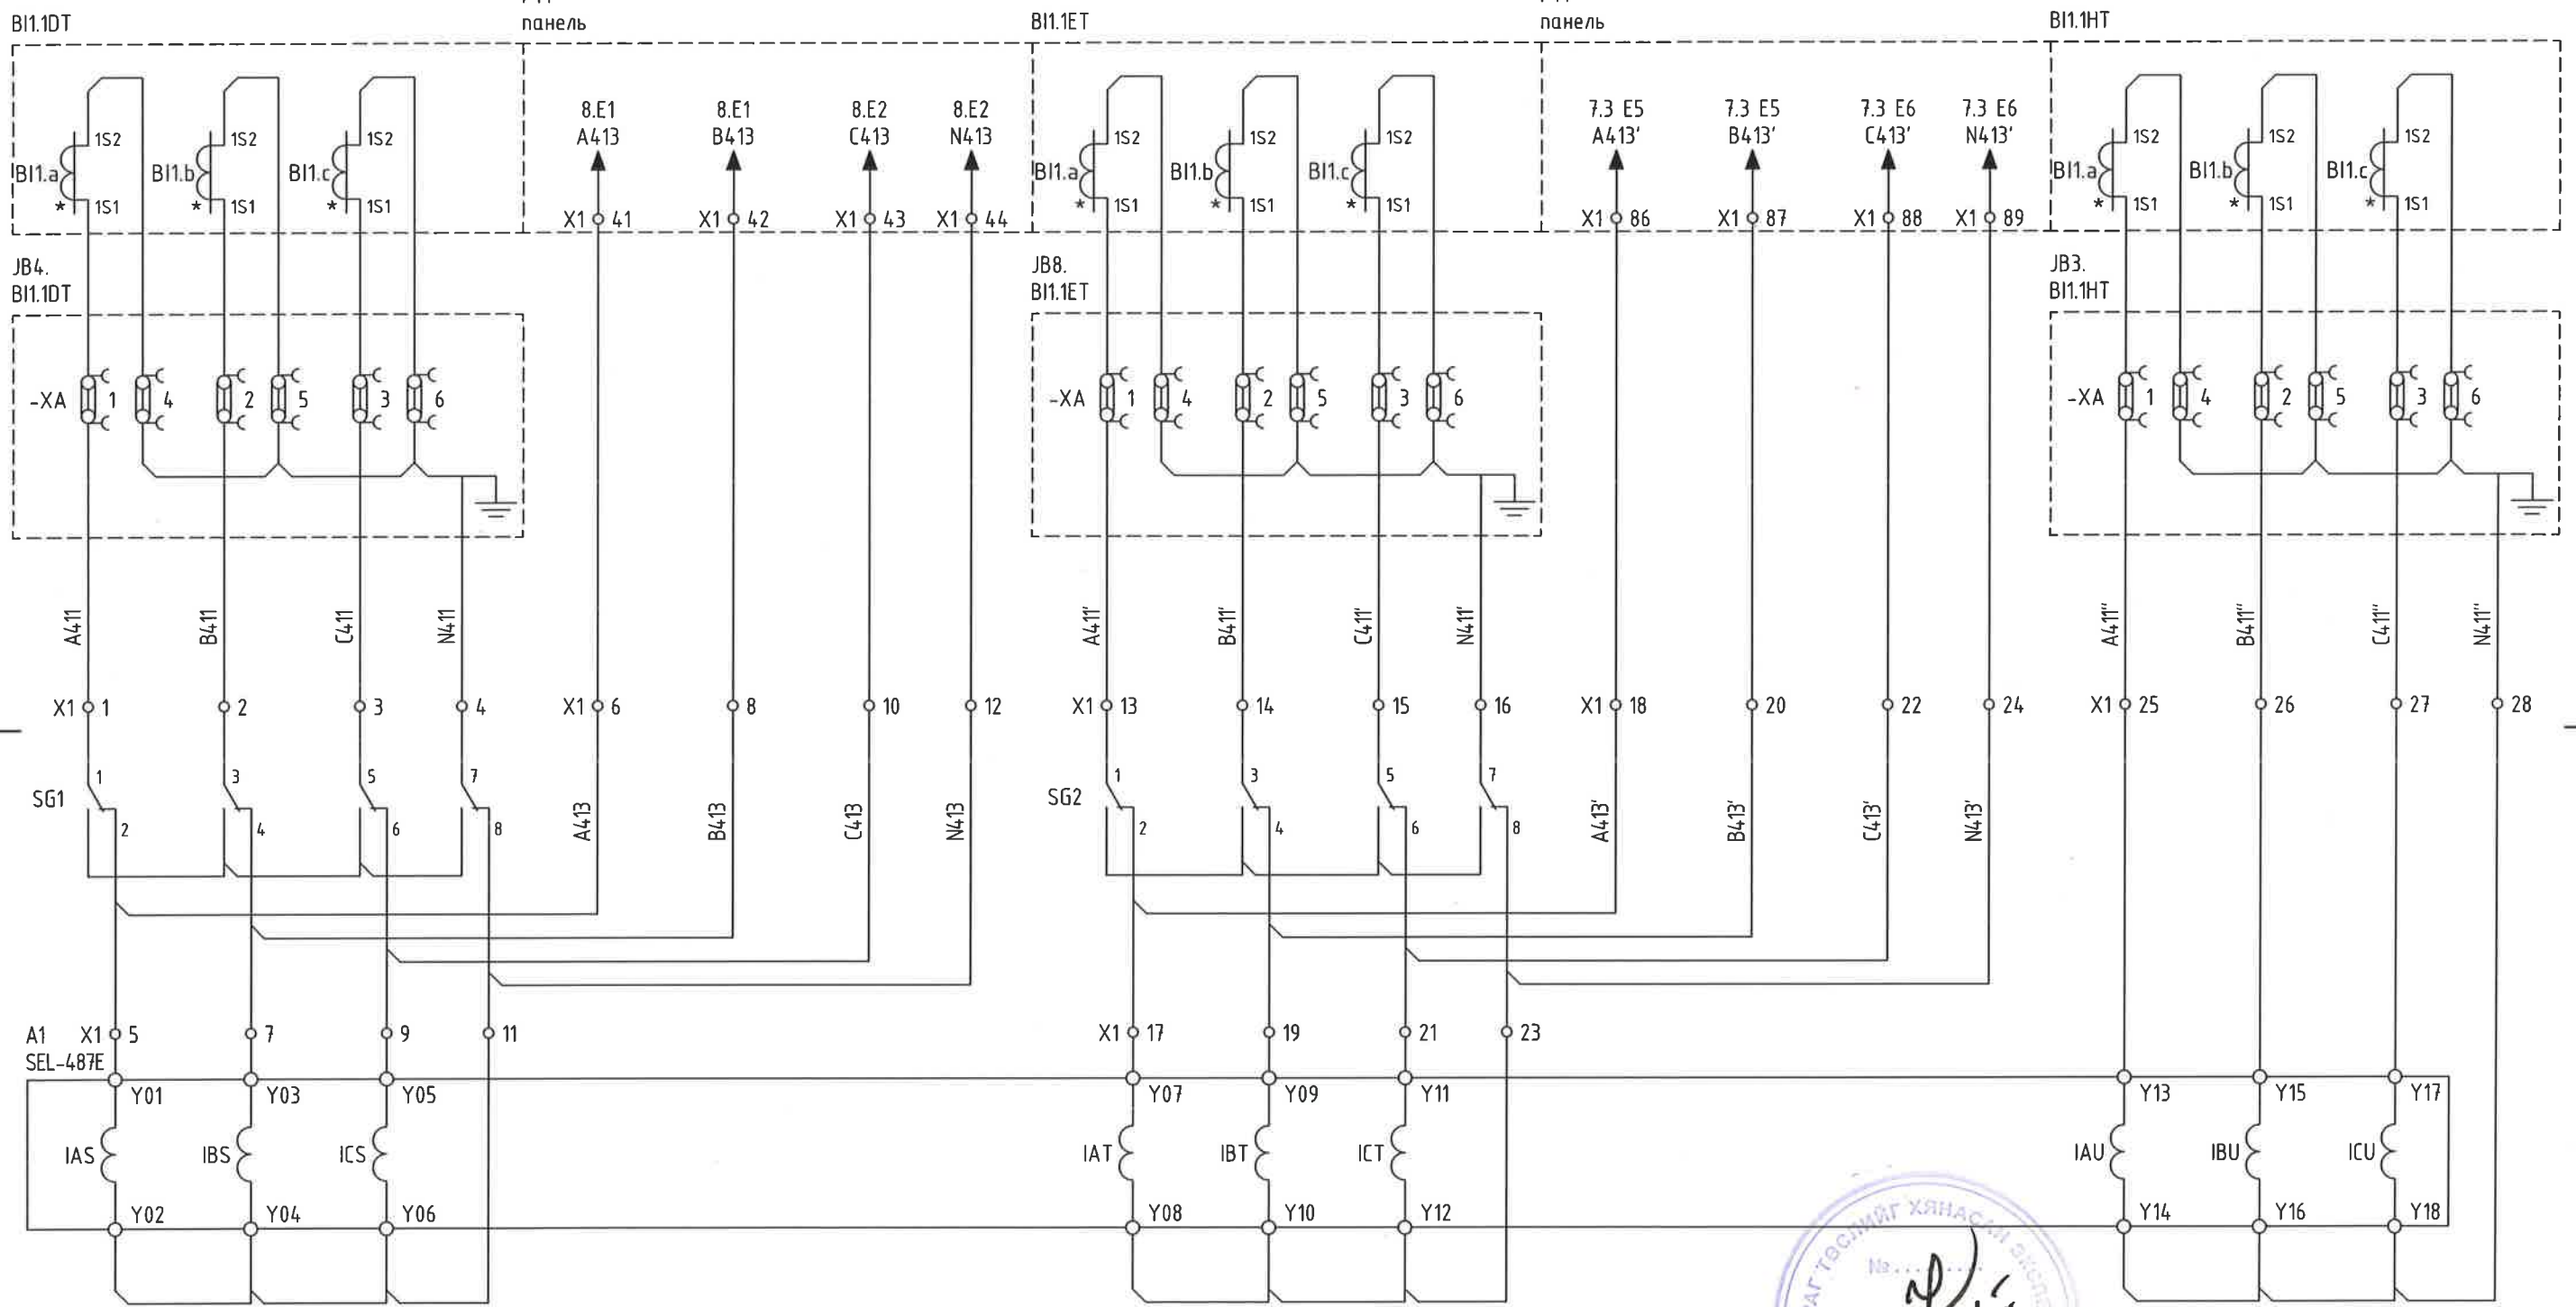 BI1.1DT
панель
BI1.1ET
панель
BI1.1HT
8.E1 8.E1 8.E2 8.E2
A413 B413 C413 N413
7.3 E5 7.3 E5 7.3 E6 7.3 E6
A413' B413' C413' N413'
1S2 1S2 1S2
BI1.a BI1.b BI1.c
* 1S1 * 1S1 * 1S1
X1 41 X1 42 X1 43 X1 44
1S2 1S2 1S2
BI1.a BI1.b BI1.c
* 1S1 * 1S1 * 1S1
X1 86 X1 87 X1 88 X1 89
1S2 1S2 1S2
BI1.a BI1.b BI1.c
* 1S1 * 1S1 * 1S1
JB4.
BI1.1DT
JB8.
BI1.1ET
JB3.
BI1.1HT
-XA 1 4 2 5 3 6
-XA 1 4 2 5 3 6
-XA 1 4 2 5 3 6
A411 B411 C411 N411
A411' B411' C411' N411'
A411" B411" C411" N411"
X1 1 2 3 4 X1 6 8 10 12
X1 13 14 15 16 X1 18 20 22 24
X1 25 26 27 28
SG1 1 3 5 7
2 4 6 8
A413 B413 C413 N413
SG2 1 3 5 7
2 4 6 8
A413' B413' C413' N413'
A1 X1 5 7 9 11
X1 17 19 21 23
SEL-487E
Y01 Y03 Y05 Y07 Y09 Y11 Y13 Y15 Y17
IAS IBS ICS IAT IBT ICT IAU IBU ICU
Y02 Y04 Y06 Y08 Y10 Y12 Y14 Y16 Y18
№